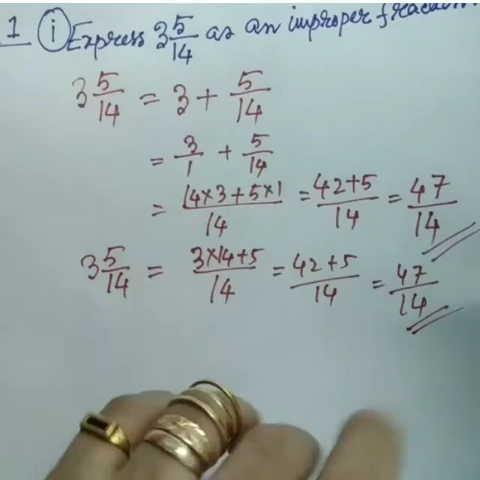 1 (i) Express 3 5/14 as an improper fraction
3 5/14 = 3 + 5/14
= 3/1 + 5/14
= 14×3+5×1/14 = 42+5/14 = 47/14
3 5/14 = 3×14+5/14 = 42+5/14 = 47/14